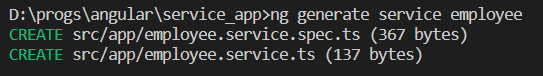 D:\progs\angular\service_app>ng generate service employee
CREATE src/app/employee.service.spec.ts (367 bytes)
CREATE src/app/employee.service.ts (137 bytes)